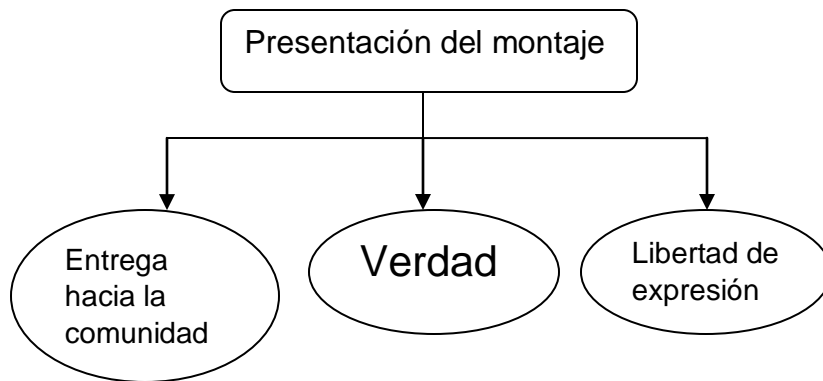 Presentación del montaje
Entrega
hacia la
comunidad
Verdad
Libertad de
expresión